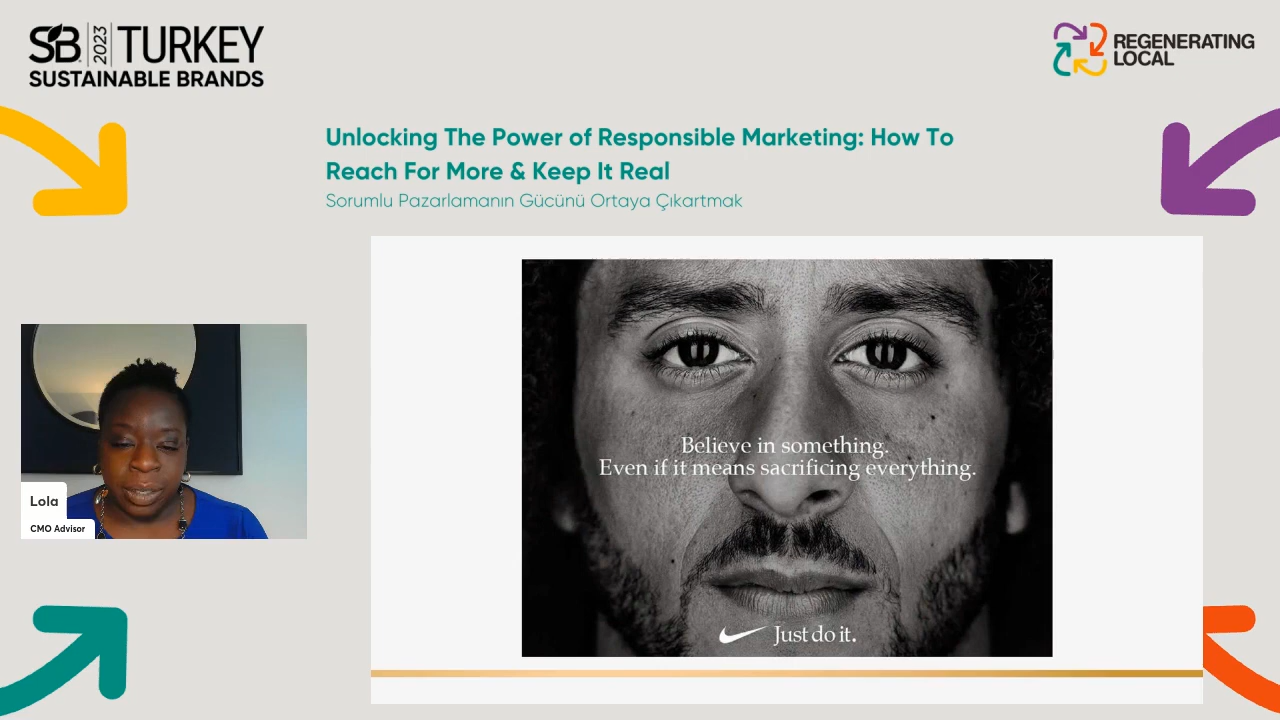 SB 2023 TURKEY
SUSTAINABLE BRANDS
REGENERATING
LOCAL
Unlocking The Power of Responsible Marketing: How To
Reach For More & Keep It Real
Sorumlu Pazarlamanın Gücünü Ortaya Çıkartmak
Believe in something.
Even if it means sacrificing everything.
Just do it.
Lola
CMO Advisor